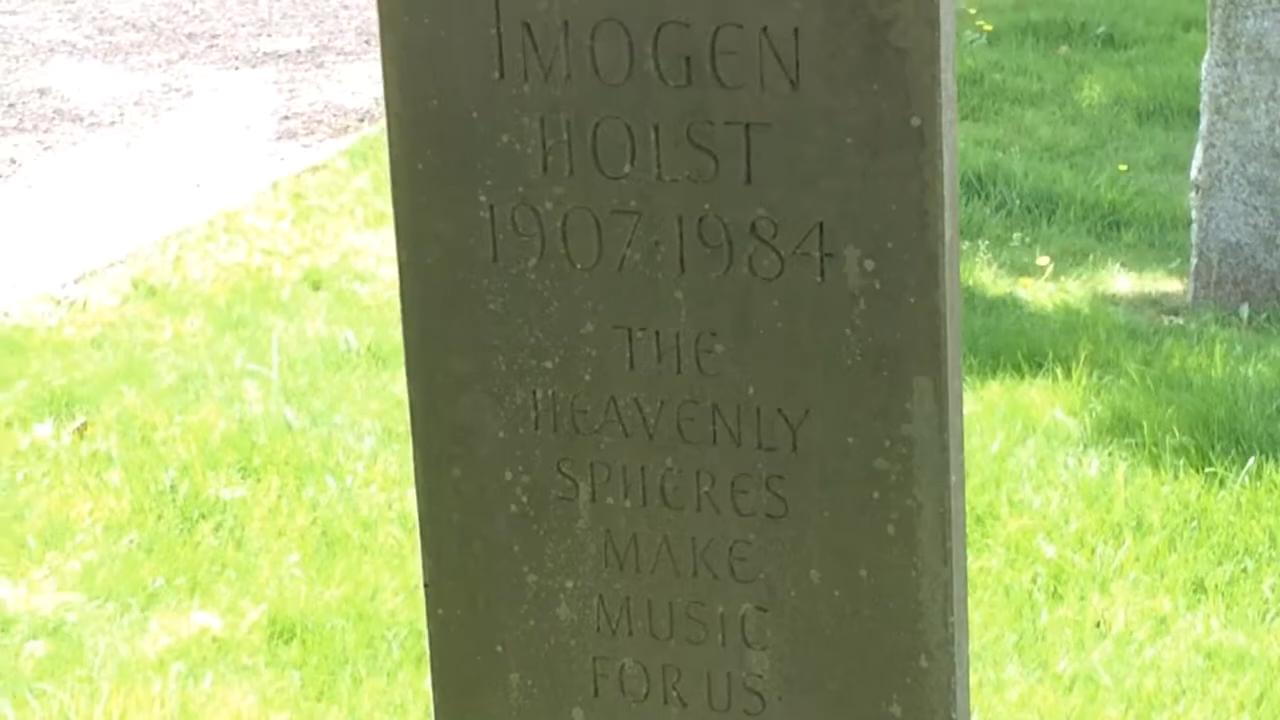 IMOGEN
HOLST
1907·1984
THE
HEAVENLY
SPHERES
MAKE
MUSIC
FOR US